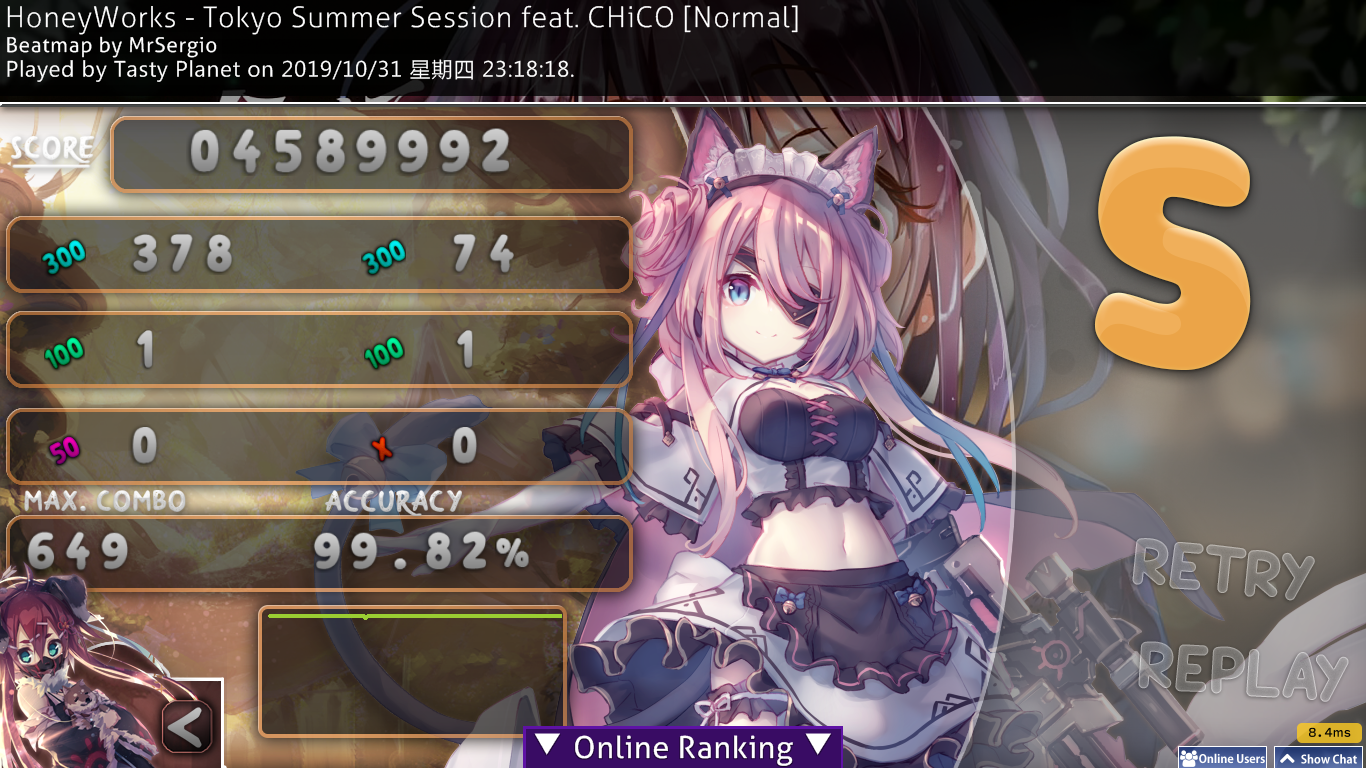 HoneyWorks - Tokyo Summer Session feat. CHiCO [Normal]
Beatmap by MrSergio
Played by Tasty Planet on 2019/10/31 星期四 23:18:18.
SCORE 04589992
S
300 378 300 74
100 1 100 1
50 0 X 0
MAX. COMBO ACCURACY
649 99.82%
RETRY
REPLAY
▼ Online Ranking ▼
8.4ms
Online Users Show Chat